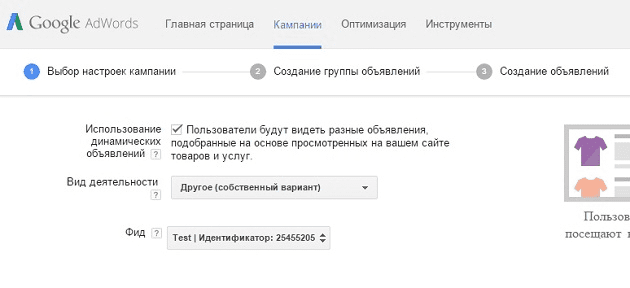 Google AdWords Главная страница Кампании Оптимизация Инструменты
1 Выбор настроек кампании 2 Создание группы объявлений 3 Создание объявлений
Использование
динамических
объявлений ?
Пользователи будут видеть разные объявления,
подобранные на основе просмотренных на вашем сайте
товаров и услуг.
Вид деятельности
?
Другое (собственный вариант)
Фид ?
Test | Идентификатор: 25455205
Пользов
посещают